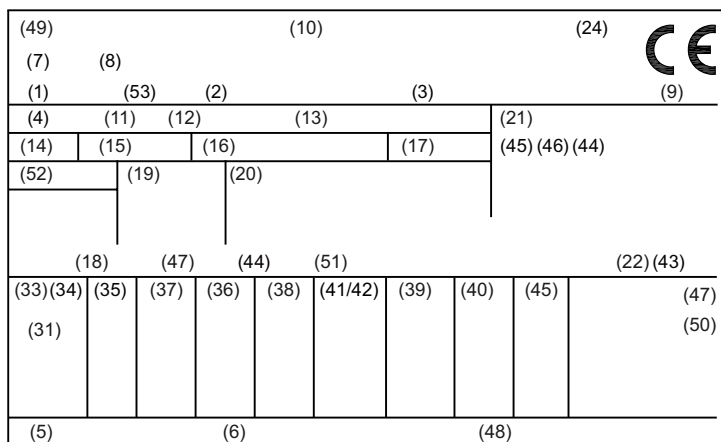 (49) (10) (24) CE
(7) (8)
(1) (53) (2) (3) (9)
(4) (11) (12) (13) (21)
(14) (15) (16) (17) (45) (46) (44)
(52) (19) (20)
(18) (47) (44) (51) (22) (43)
(33) (34) (35) (37) (36) (38) (41/42) (39) (40) (45) (47)
(31) (50)
(5) (6) (48)